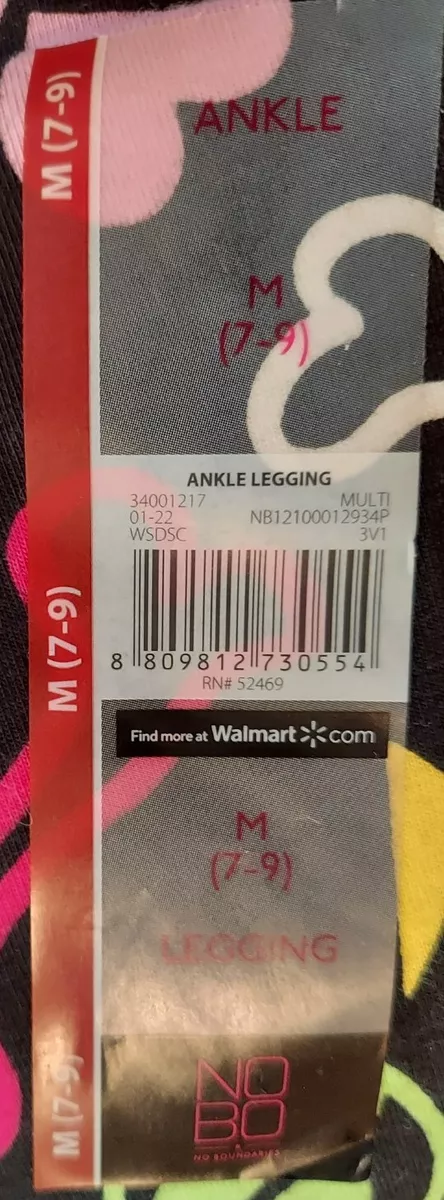 M (7-9)
ANKLE
M
(7-9)
ANKLE LEGGING
34001217 MULTI
01-22 NB12100012934P
WSDSC 3V1
8 809812 730554
RN# 52469
M (7-9)
Find more at Walmart com
M
(7-9)
LEGGING
M (7-9)
NO
BO
NO BOUNDARIES